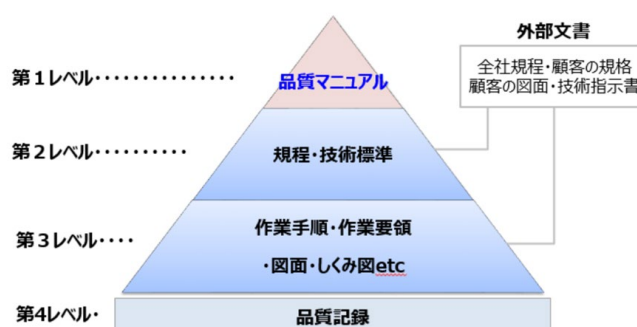 外部文書
全社規程・顧客の規格
顧客の図面・技術指示書
第1レベル・・・・・・・・・・・・・・
品質マニュアル
第2レベル・・・・・・・・・・
規程・技術標準
第3レベル・・・・
作業手順・作業要領
・図面・しくみ図etc
第4レベル・
品質記録